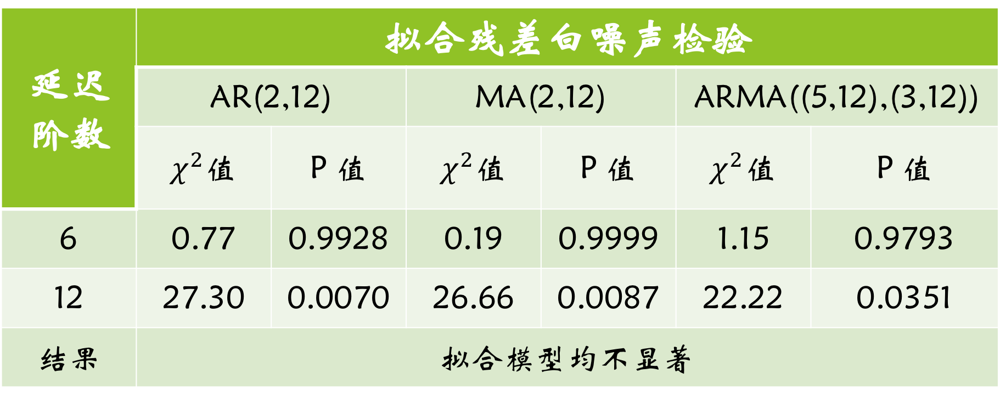 延迟
阶数
拟合残差白噪声检验
AR(2,12) MA(2,12) ARMA((5,12),(3,12))
χ²值 P 值 χ²值 P 值 χ²值 P 值
6 0.77 0.9928 0.19 0.9999 1.15 0.9793
12 27.30 0.0070 26.66 0.0087 22.22 0.0351
结果 拟合模型均不显著